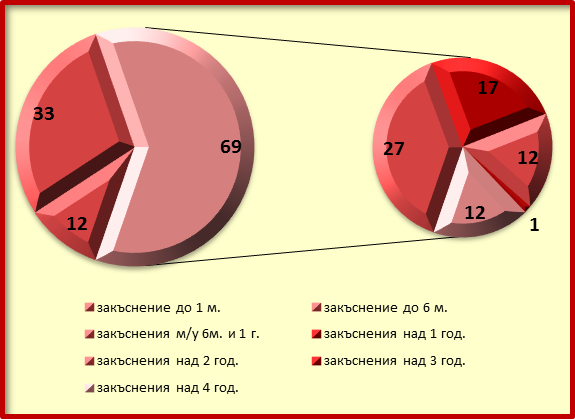 33
69
12
17
27
12
12
1
закъснение до 1 м.
закъснение до 6 м.
закъснения м/у 6м. и 1 г.
закъснения над 1 год.
закъснения над 2 год.
закъснения над 3 год.
закъснения над 4 год.